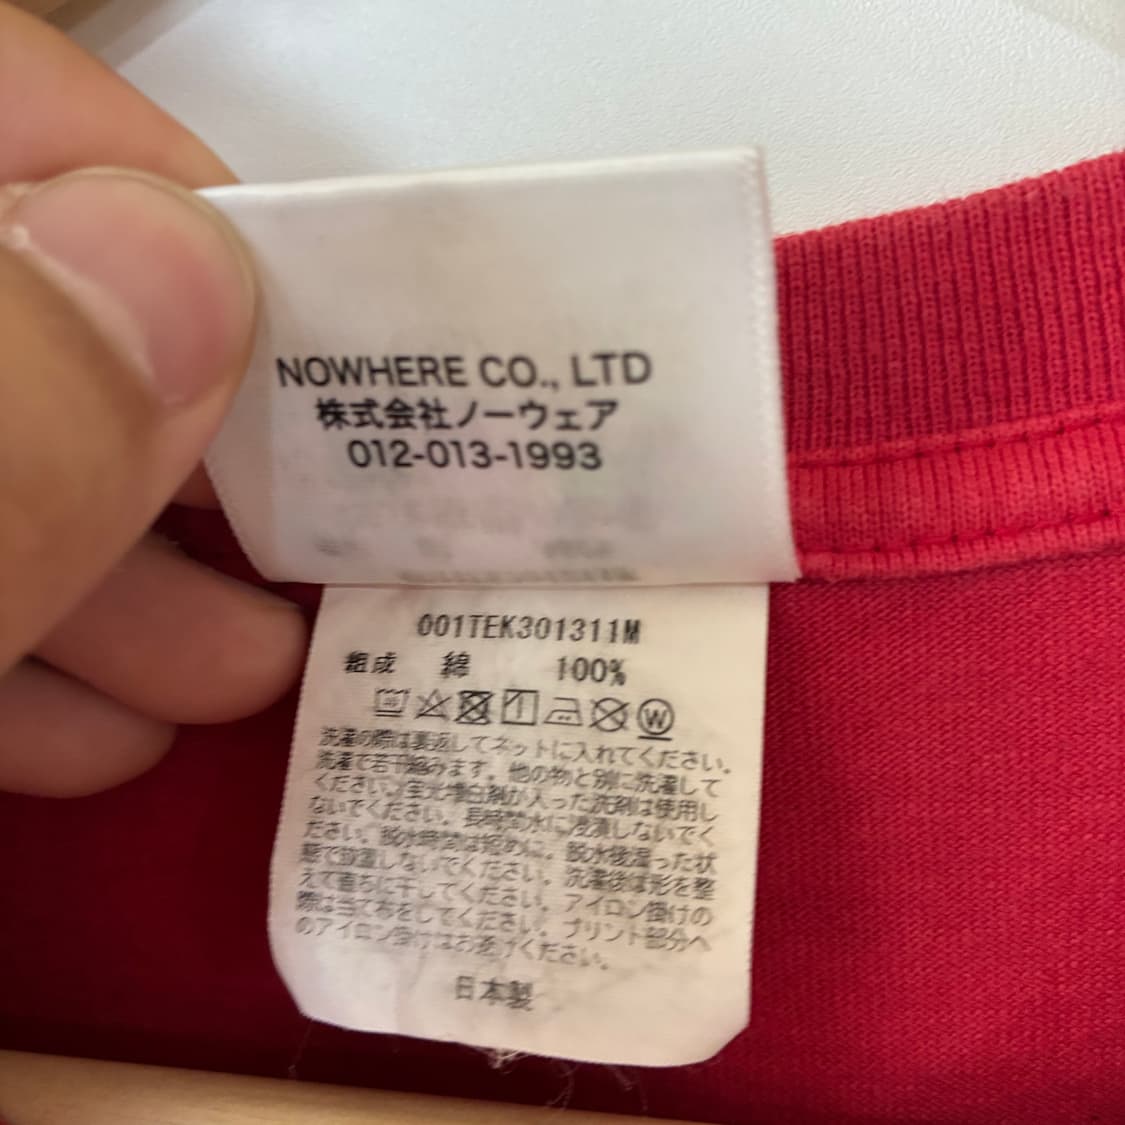 NOWHERE CO., LTD
株式会社ノーウェア
012-013-1993
001TEK301311M
組成 綿 100%
W
洗濯の際は裏返してネットに入れてください。
洗濯で若干縮みます。他の物と別に洗濯して
ください。蛍光増白剤が入った洗剤は使用し
ないでください。長時間水に浸漬しないでく
ださい。脱水時間は短めに。脱水後湿った状
態で放置しないでください。洗濯後は形を整
えて直ちに干してください。アイロン掛けの
際は当て布をしてください。プリント部分へ
のアイロン掛けはお避けください。
日本製